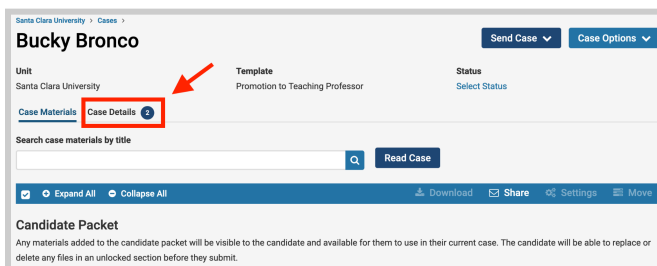 Santa Clara University > Cases >
Bucky Bronco
Send Case
Case Options
Unit
Template
Status
Santa Clara University
Promotion to Teaching Professor
Select Status
Case Materials
Case Details 2
Search case materials by title
Read Case
Expand All
Collapse All
Download
Share
Settings
Move
Candidate Packet
Any materials added to the candidate packet will be visible to the candidate and available for them to use in their current case. The candidate will be able to replace or
delete any files in an unlocked section before they submit.